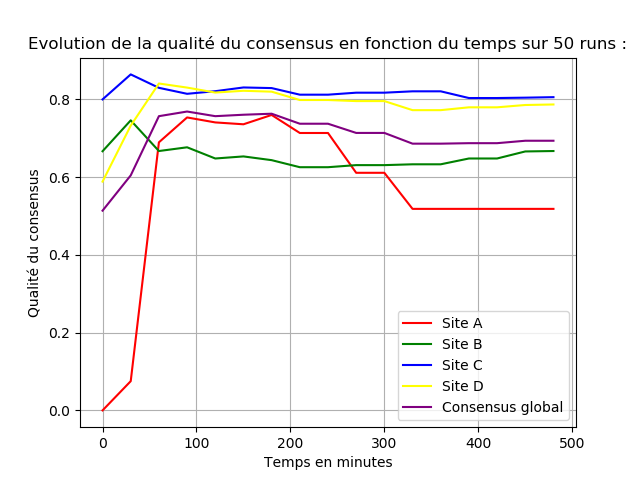 Evolution de la qualité du consensus en fonction du temps sur 50 runs :
Qualité du consensus
0.8
0.6
0.4
0.2
0.0
0 100 200 300 400 500
Temps en minutes
Site A
Site B
Site C
Site D
Consensus global